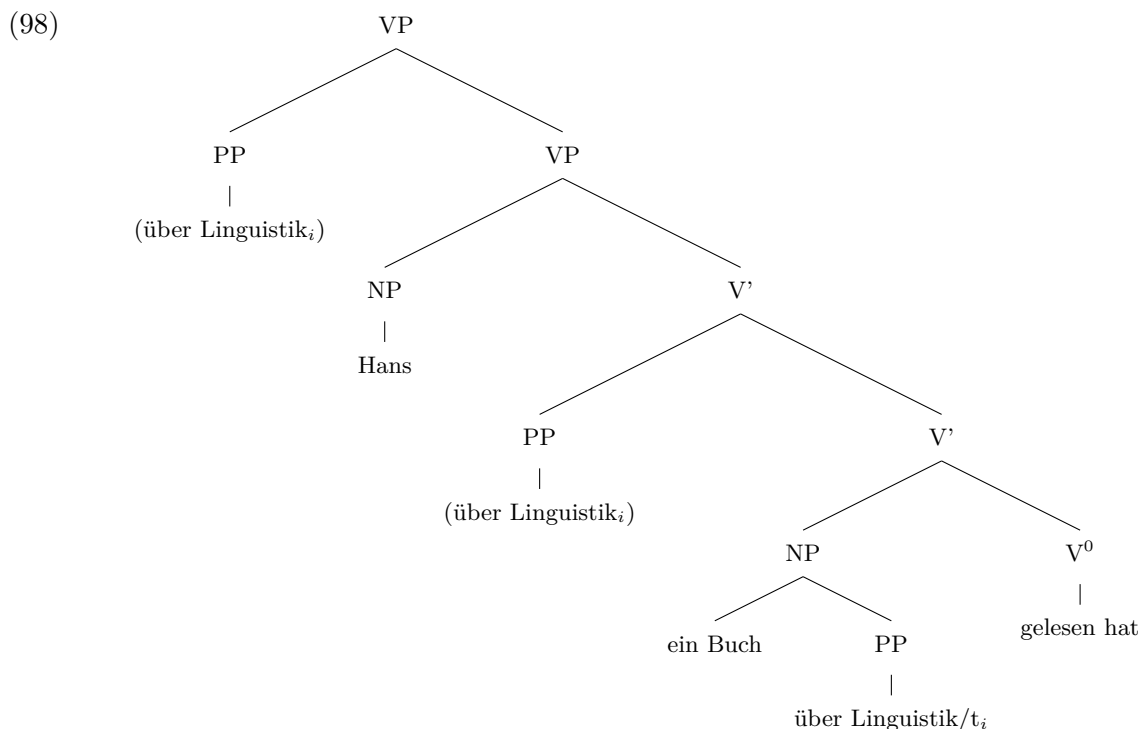 (98)
VP
PP VP
(über Linguistikᵢ)
NP V'
Hans
PP V'
(über Linguistikᵢ)
NP V⁰
ein Buch PP gelesen hat
über Linguistik/tᵢ